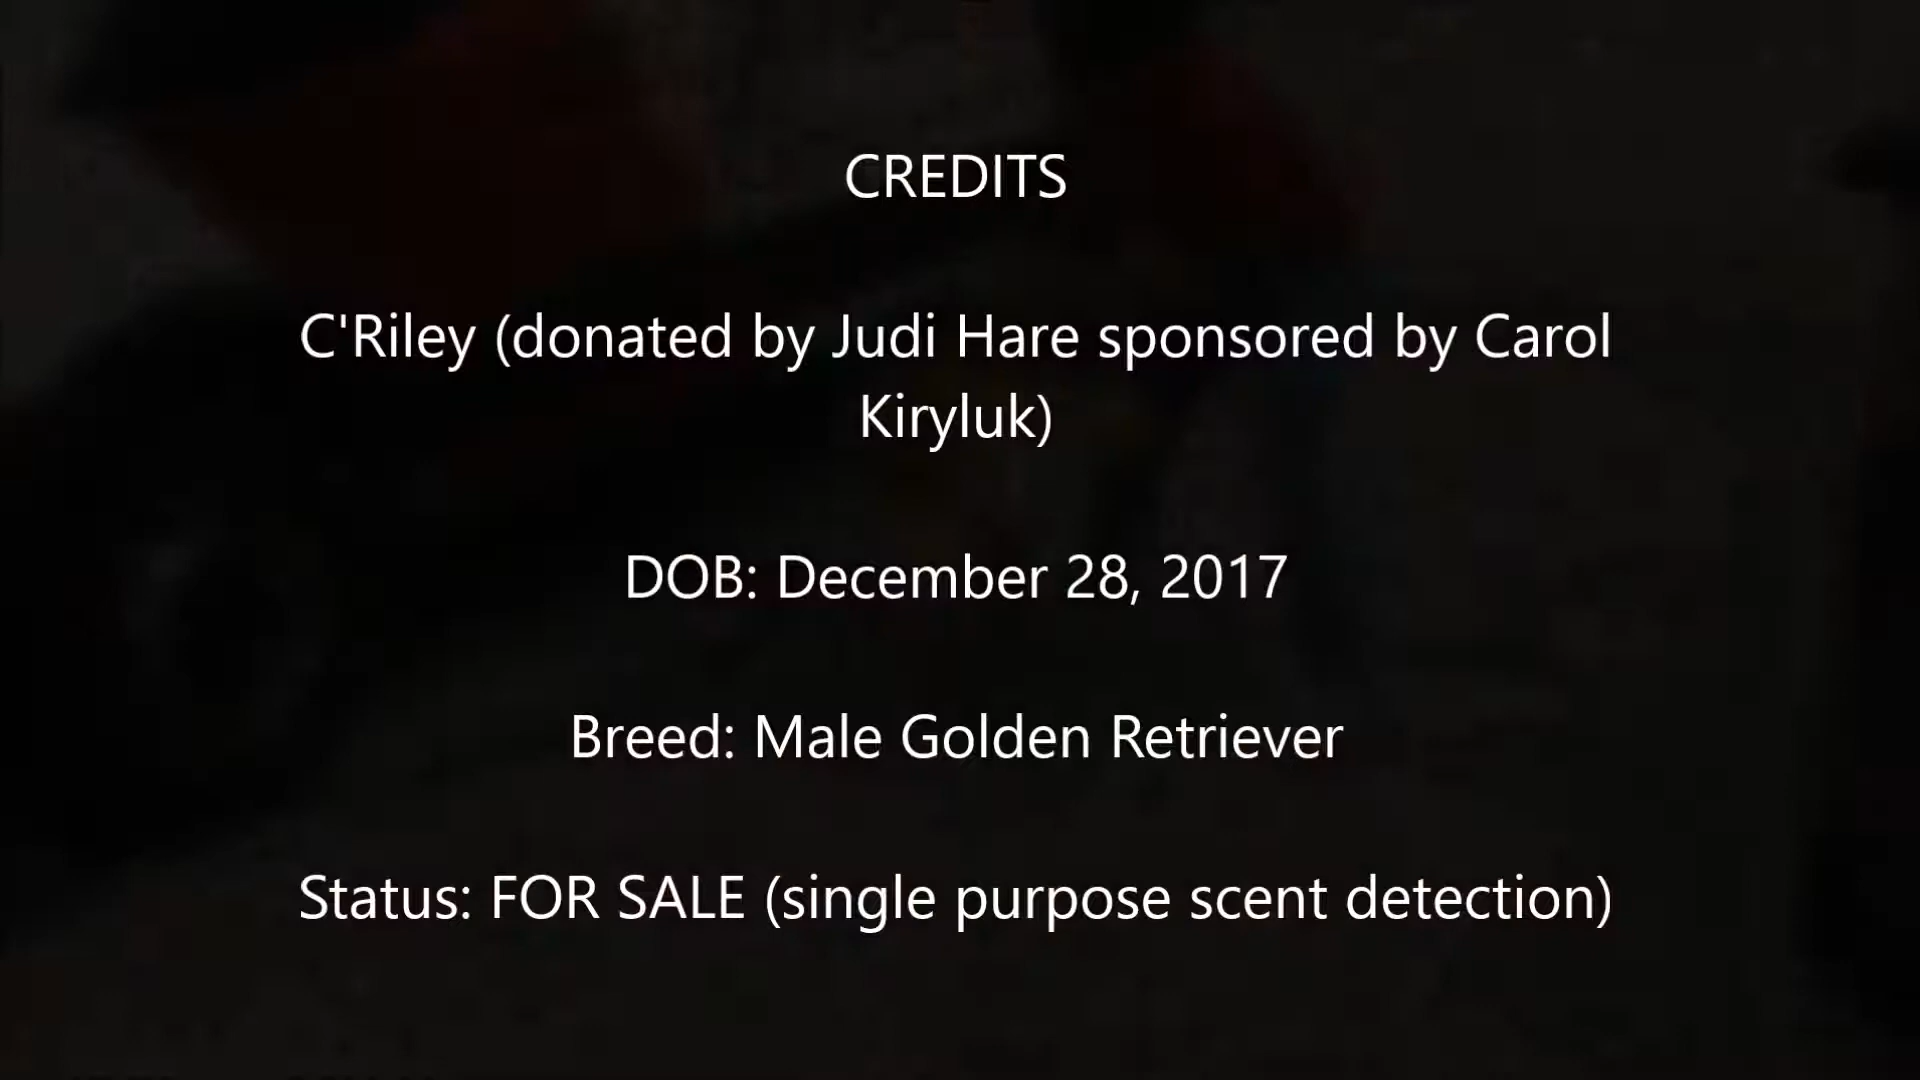 CREDITS
C'Riley (donated by Judi Hare sponsored by Carol
Kiryluk)
DOB: December 28, 2017
Breed: Male Golden Retriever
Status: FOR SALE (single purpose scent detection)